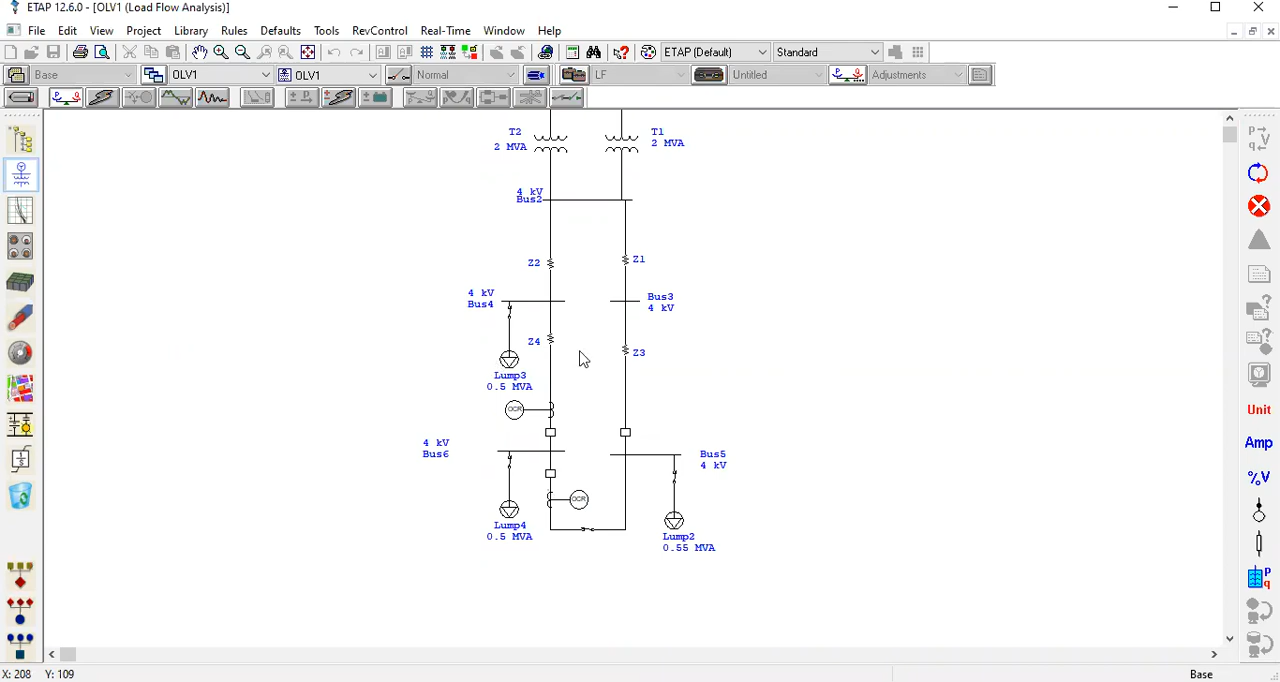 ETAP 12.6.0 - [OLV1 (Load Flow Analysis)]
File Edit View Project Library Rules Defaults Tools RevControl Real-Time Window Help
ETAP (Default) Standard
Base OLV1 OLV1 Normal LF Untitled Adjustments
T2
2 MVA
T1
2 MVA
4 kV
Bus2
Z2
Z1
4 kV
Bus4
Bus3
4 kV
Z4
Z3
Lump3
0.5 MVA
OCR
4 kV
Bus6
Bus5
4 kV
OCR
Lump4
0.5 MVA
Lump2
0.55 MVA
P
V
q
Unit
Amp
%V
P
q
X: 208 Y: 109
Base